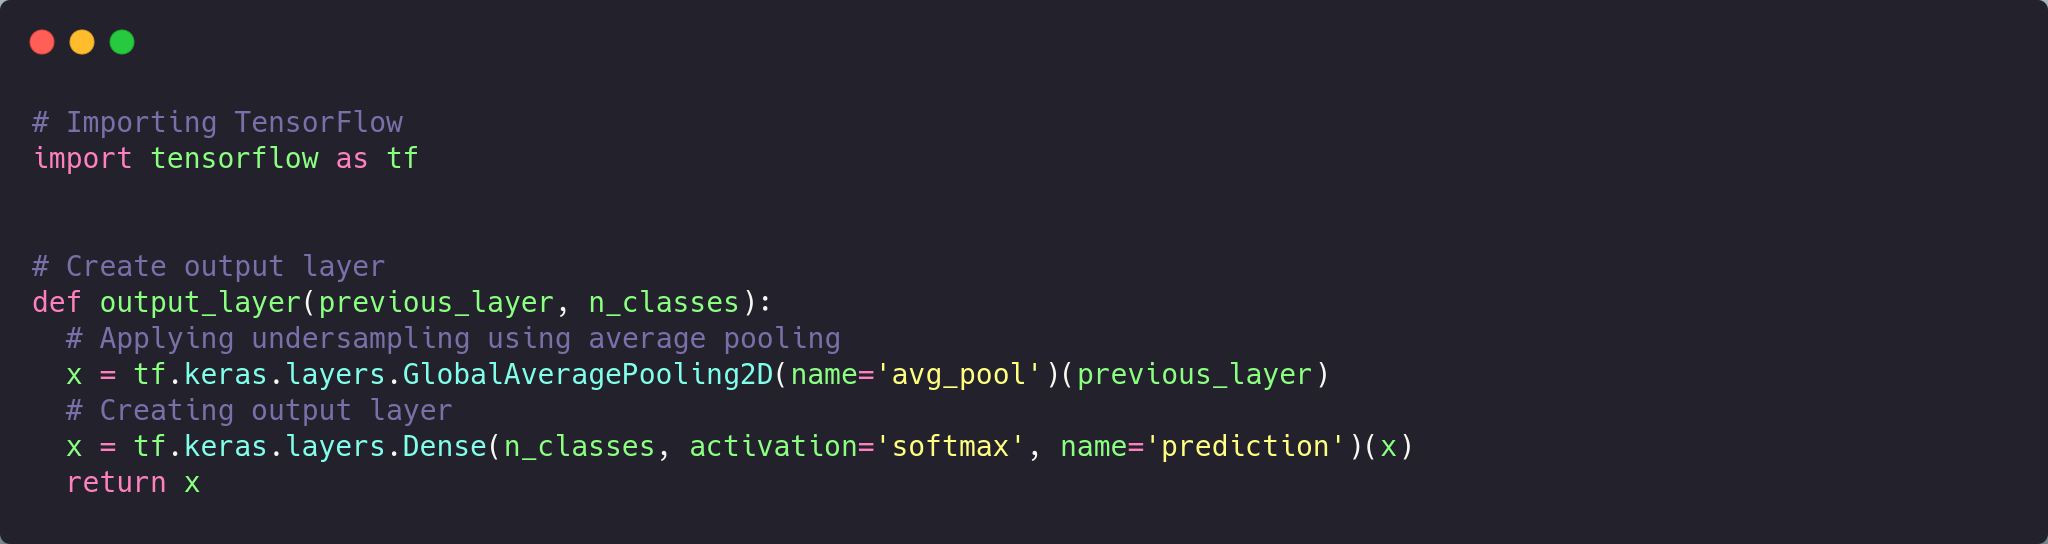 # Importing TensorFlow
import tensorflow as tf
# Create output layer
def output_layer(previous_layer, n_classes):
  # Applying undersampling using average pooling
  x = tf.keras.layers.GlobalAveragePooling2D(name='avg_pool')(previous_layer)
  # Creating output layer
  x = tf.keras.layers.Dense(n_classes, activation='softmax', name='prediction')(x)
  return x